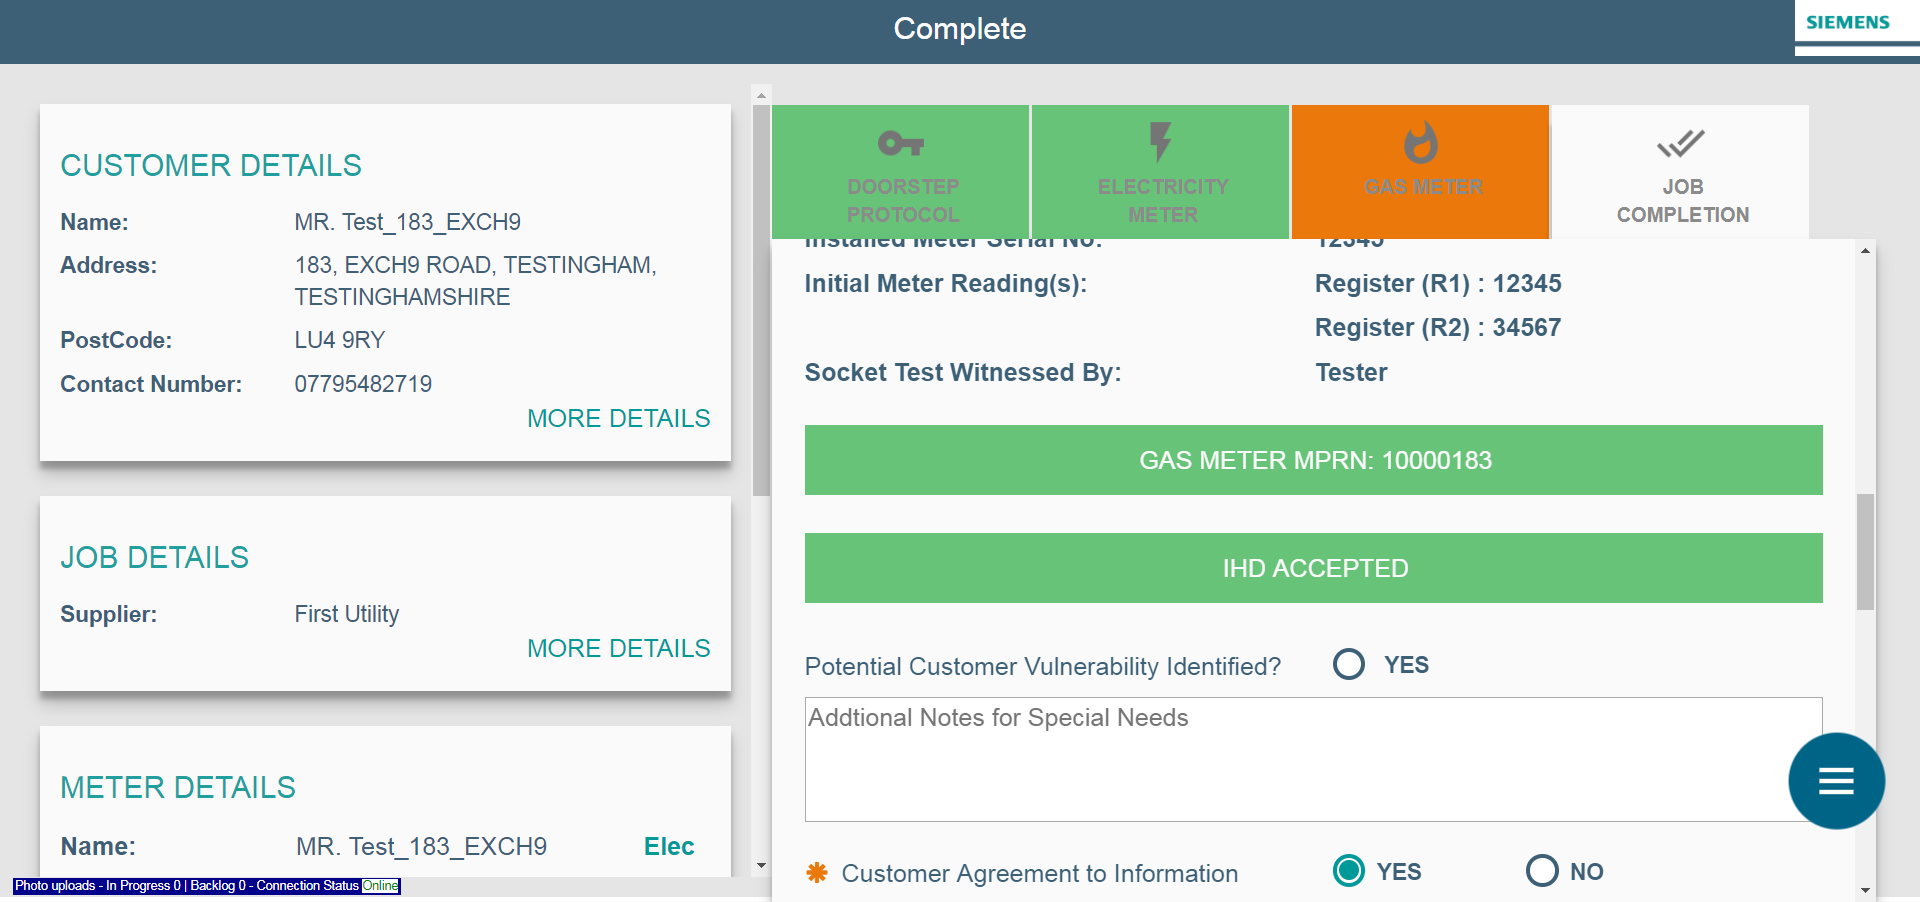 Complete
SIEMENS
CUSTOMER DETAILS
Name: MR. Test_183_EXCH9
Address: 183, EXCH9 ROAD, TESTINGHAM,
TESTINGHAMSHIRE
PostCode: LU4 9RY
Contact Number: 07795482719
MORE DETAILS
JOB DETAILS
Supplier: First Utility
MORE DETAILS
METER DETAILS
Name: MR. Test_183_EXCH9 Elec
Photo uploads - In Progress 0 | Backlog 0 - Connection Status Online
DOORSTEP
PROTOCOL
ELECTRICITY
METER
GAS METER
JOB
COMPLETION
Installed Meter Serial No: 12345
Initial Meter Reading(s): Register (R1) : 12345
Register (R2) : 34567
Socket Test Witnessed By: Tester
GAS METER MPRN: 10000183
IHD ACCEPTED
Potential Customer Vulnerability Identified? YES
Addtional Notes for Special Needs
Customer Agreement to Information YES NO